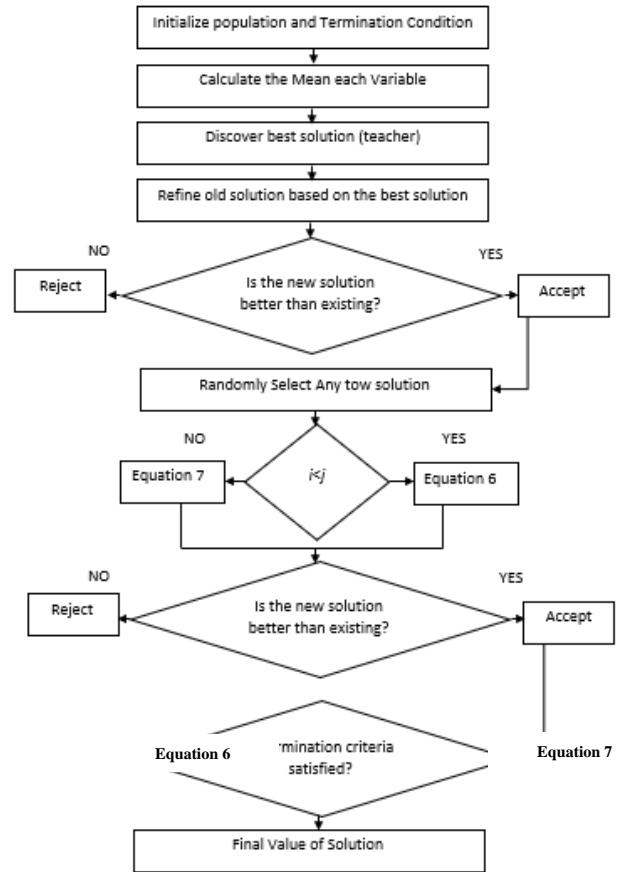 Initialize population and Termination Condition
Calculate the Mean each Variable
Discover best solution (teacher)
Refine old solution based on the best solution
NO
YES
Reject
Is the new solution
better than existing?
Accept
Randomly Select Any tow solution
NO
YES
Equation 7
i<j
Equation 6
NO
YES
Reject
Is the new solution
better than existing?
Accept
Equation 6
rmination criteria
satisfied?
Equation 7
Final Value of Solution